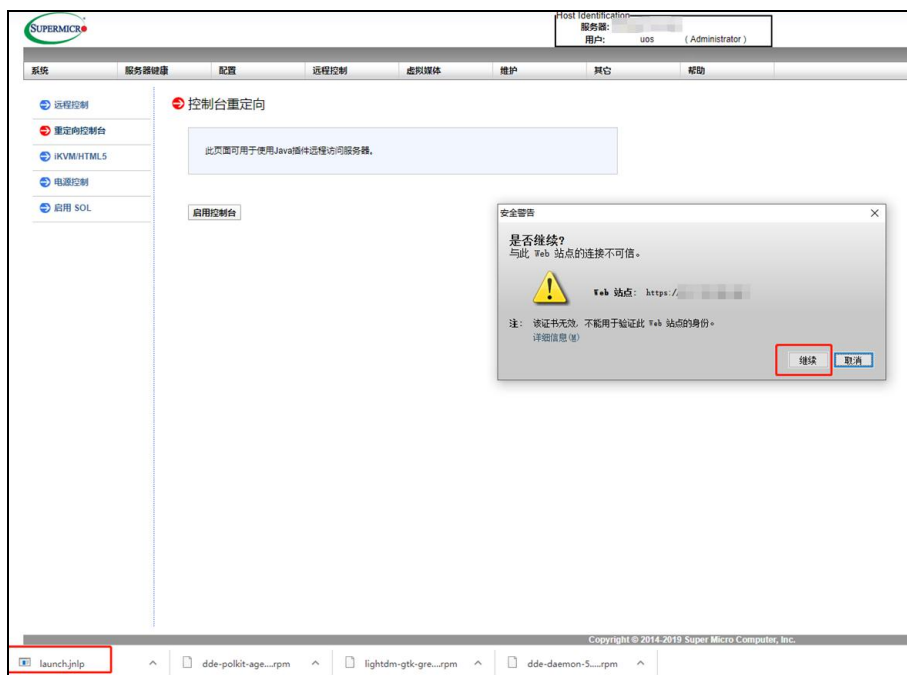 SUPERMICR
Host Identification
服务器:
用户: uos ( Administrator )
系统 服务器健康 配置 远程控制 虚拟媒体 维护 其它 帮助
远程控制
重定向控制台
iKVM/HTML5
电源控制
启用 SOL
控制台重定向
此页面可用于使用Java插件远程访问服务器。
启用控制台
安全警告
是否继续?
与此 Web 站点的连接不可信。
Web 站点: https:/
注: 该证书无效, 不能用于验证此 Web 站点的身份。
详细信息(M)
继续 取消
Copyright © 2014-2019 Super Micro Computer, Inc.
launch.jnlp dde-polkit-age....rpm lightdm-gtk-gre....rpm dde-daemon-5.....rpm